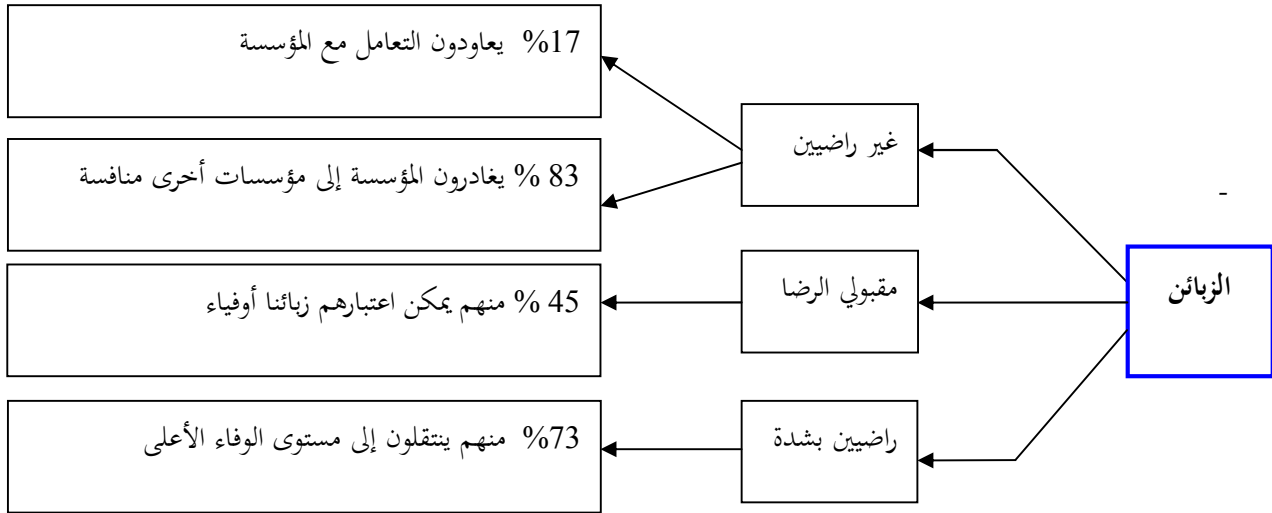 الزبائن
غير راضيين
%17 يعاودون التعامل مع المؤسسة
% 83 يغادرون المؤسسة إلى مؤسسات أخرى منافسة
مقبولي الرضا
% 45 منهم يمكن اعتبارهم زبائنا أوفياء
راضيين بشدة
%73 منهم ينتقلون إلى مستوى الوفاء الأعلى
-